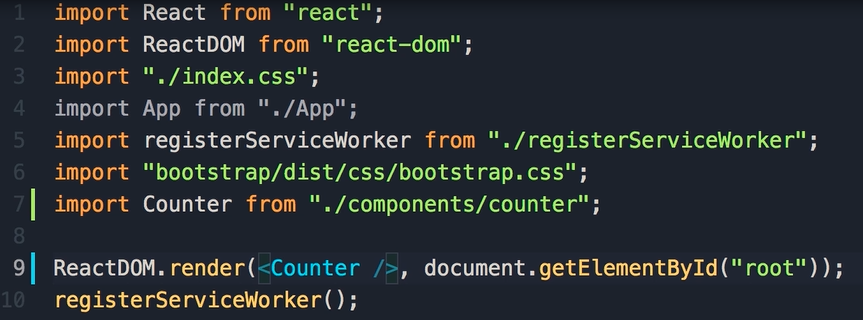 1 import React from "react";
2 import ReactDOM from "react-dom";
3 import "./index.css";
4 import App from "./App";
5 import registerServiceWorker from "./registerServiceWorker";
6 import "bootstrap/dist/css/bootstrap.css";
7 import Counter from "./components/counter";
8
9 ReactDOM.render(<Counter />, document.getElementById("root"));
10 registerServiceWorker();